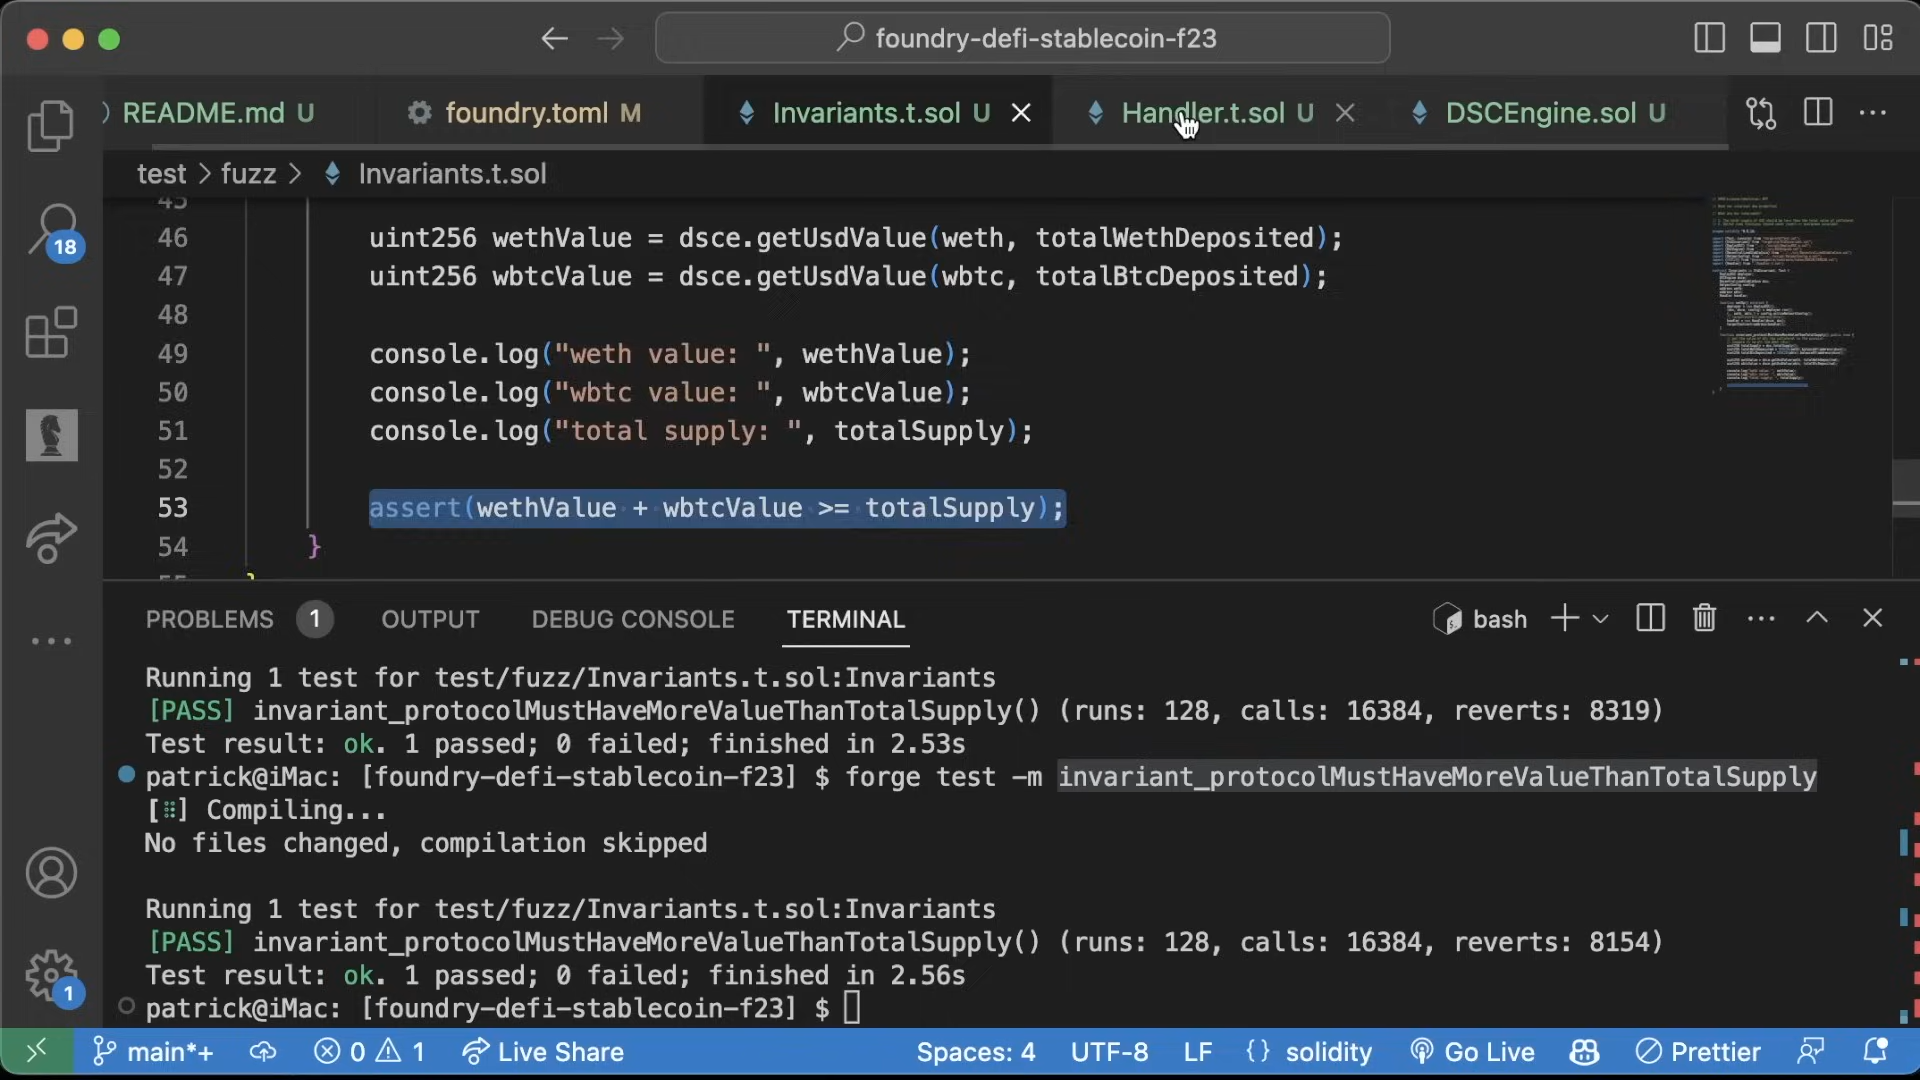 foundry-defi-stablecoin-f23
README.md U
foundry.toml M
Invariants.t.sol U
Handler.t.sol U
DSCEngine.sol U
test > fuzz > Invariants.t.sol
45
46 uint256 wethValue = dsce.getUsdValue(weth, totalWethDeposited);
47 uint256 wbtcValue = dsce.getUsdValue(wbtc, totalBtcDeposited);
48
49 console.log("weth value: ", wethValue);
50 console.log("wbtc value: ", wbtcValue);
51 console.log("total supply: ", totalSupply);
52
53 assert(wethValue + wbtcValue >= totalSupply);
54 }
55 }
18
1
PROBLEMS 1 OUTPUT DEBUG CONSOLE TERMINAL
bash
Running 1 test for test/fuzz/Invariants.t.sol:Invariants
[PASS] invariant_protocolMustHaveMoreValueThanTotalSupply() (runs: 128, calls: 16384, reverts: 8319)
Test result: ok. 1 passed; 0 failed; finished in 2.53s
patrick@iMac: [foundry-defi-stablecoin-f23] $ forge test -m invariant_protocolMustHaveMoreValueThanTotalSupply
[⠿] Compiling...
No files changed, compilation skipped
Running 1 test for test/fuzz/Invariants.t.sol:Invariants
[PASS] invariant_protocolMustHaveMoreValueThanTotalSupply() (runs: 128, calls: 16384, reverts: 8154)
Test result: ok. 1 passed; 0 failed; finished in 2.56s
patrick@iMac: [foundry-defi-stablecoin-f23] $
main*+ 0 1 Live Share Spaces: 4 UTF-8 LF {} solidity Go Live Prettier